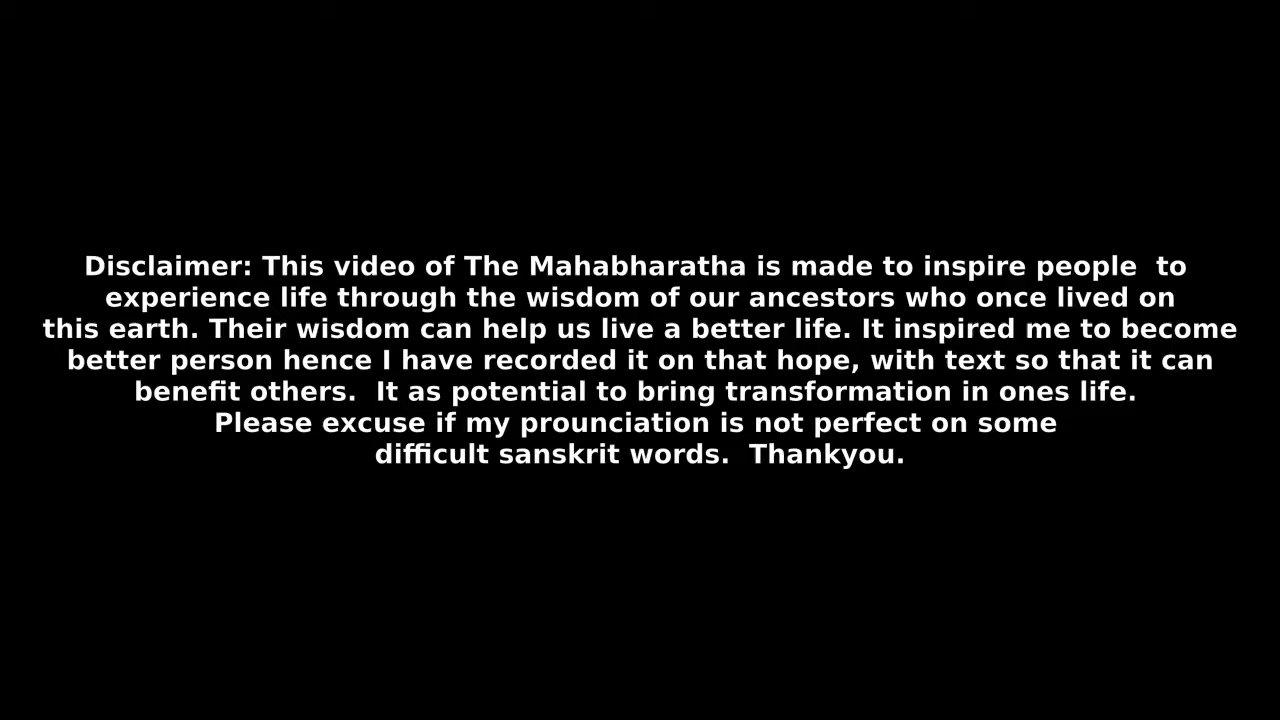 Disclaimer: This video of The Mahabharatha is made to inspire people  to
experience life through the wisdom of our ancestors who once lived on
this earth. Their wisdom can help us live a better life. It inspired me to become
better person hence I have recorded it on that hope, with text so that it can
benefit others.  It as potential to bring transformation in ones life.
Please excuse if my prounciation is not perfect on some
difficult sanskrit words.  Thankyou.